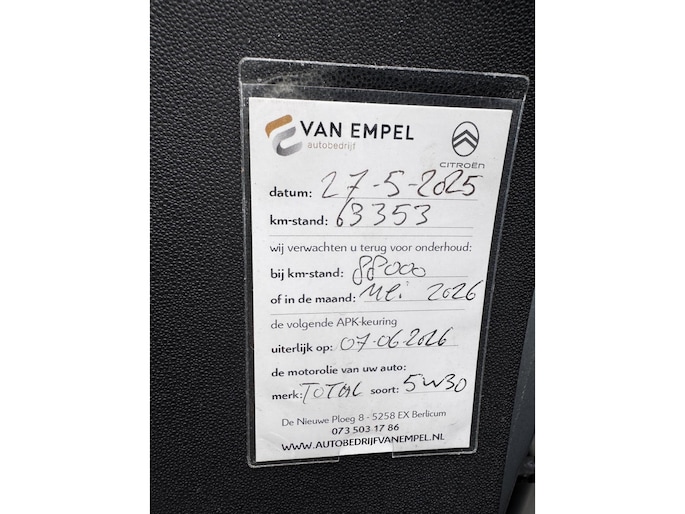 VAN EMPEL
autobedrijf
CITROËN
datum: 27-5-2025
km-stand: 63353
wij verwachten u terug voor onderhoud:
bij km-stand: 88000
of in de maand: Mei 2026
de volgende APK-keuring
uiterlijk op: 07-06-2026
de motorolie van uw auto:
merk: TOTAL soort: 5W30
De Nieuwe Ploeg 8 - 5258 EX Berlicum
073 503 17 86
WWW.AUTOBEDRIJFVANEMPEL.NL